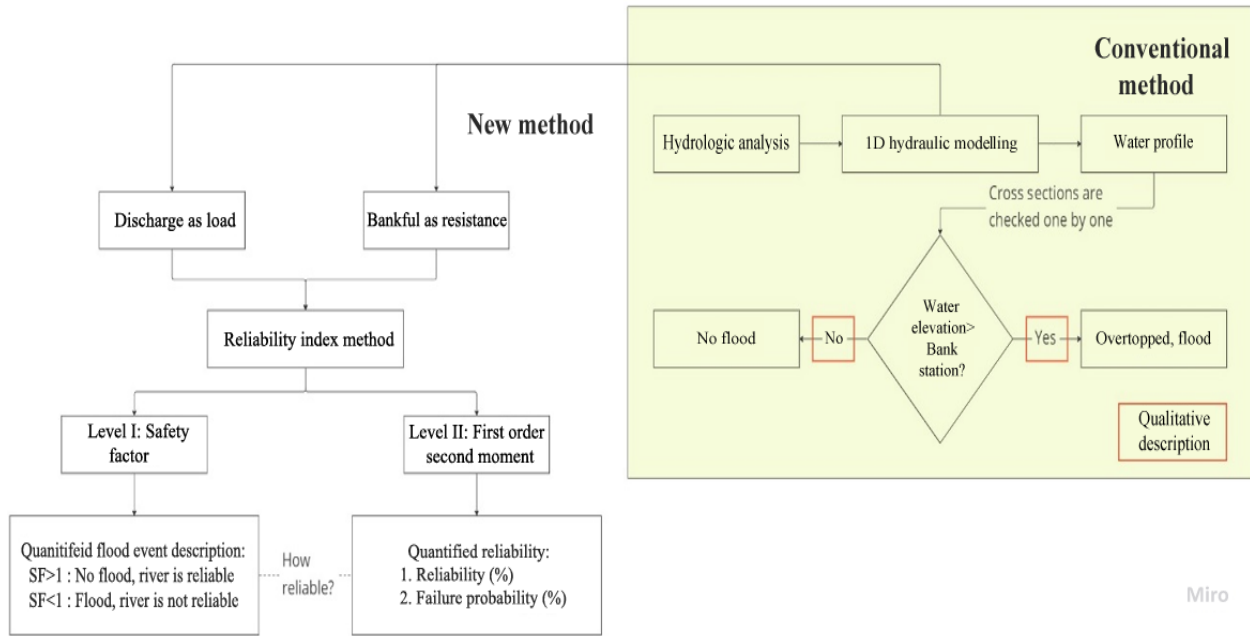 Conventional
method
New method
Hydrologic analysis
1D hydraulic modelling
Water profile
Cross sections are
checked one by one
Discharge as load
Bankful as resistance
Water
elevation>
Bank
station?
No flood
No
Yes
Overtopped, flood
Reliability index method
Qualitative
description
Level I: Safety
factor
Level II: First order
second moment
Quanitifeid flood event description:
SF>1 : No flood, river is reliable
SF<1 : Flood, river is not reliable
How
reliable?
Quantified reliability:
1. Reliability (%)
2. Failure probability (%)
Miro